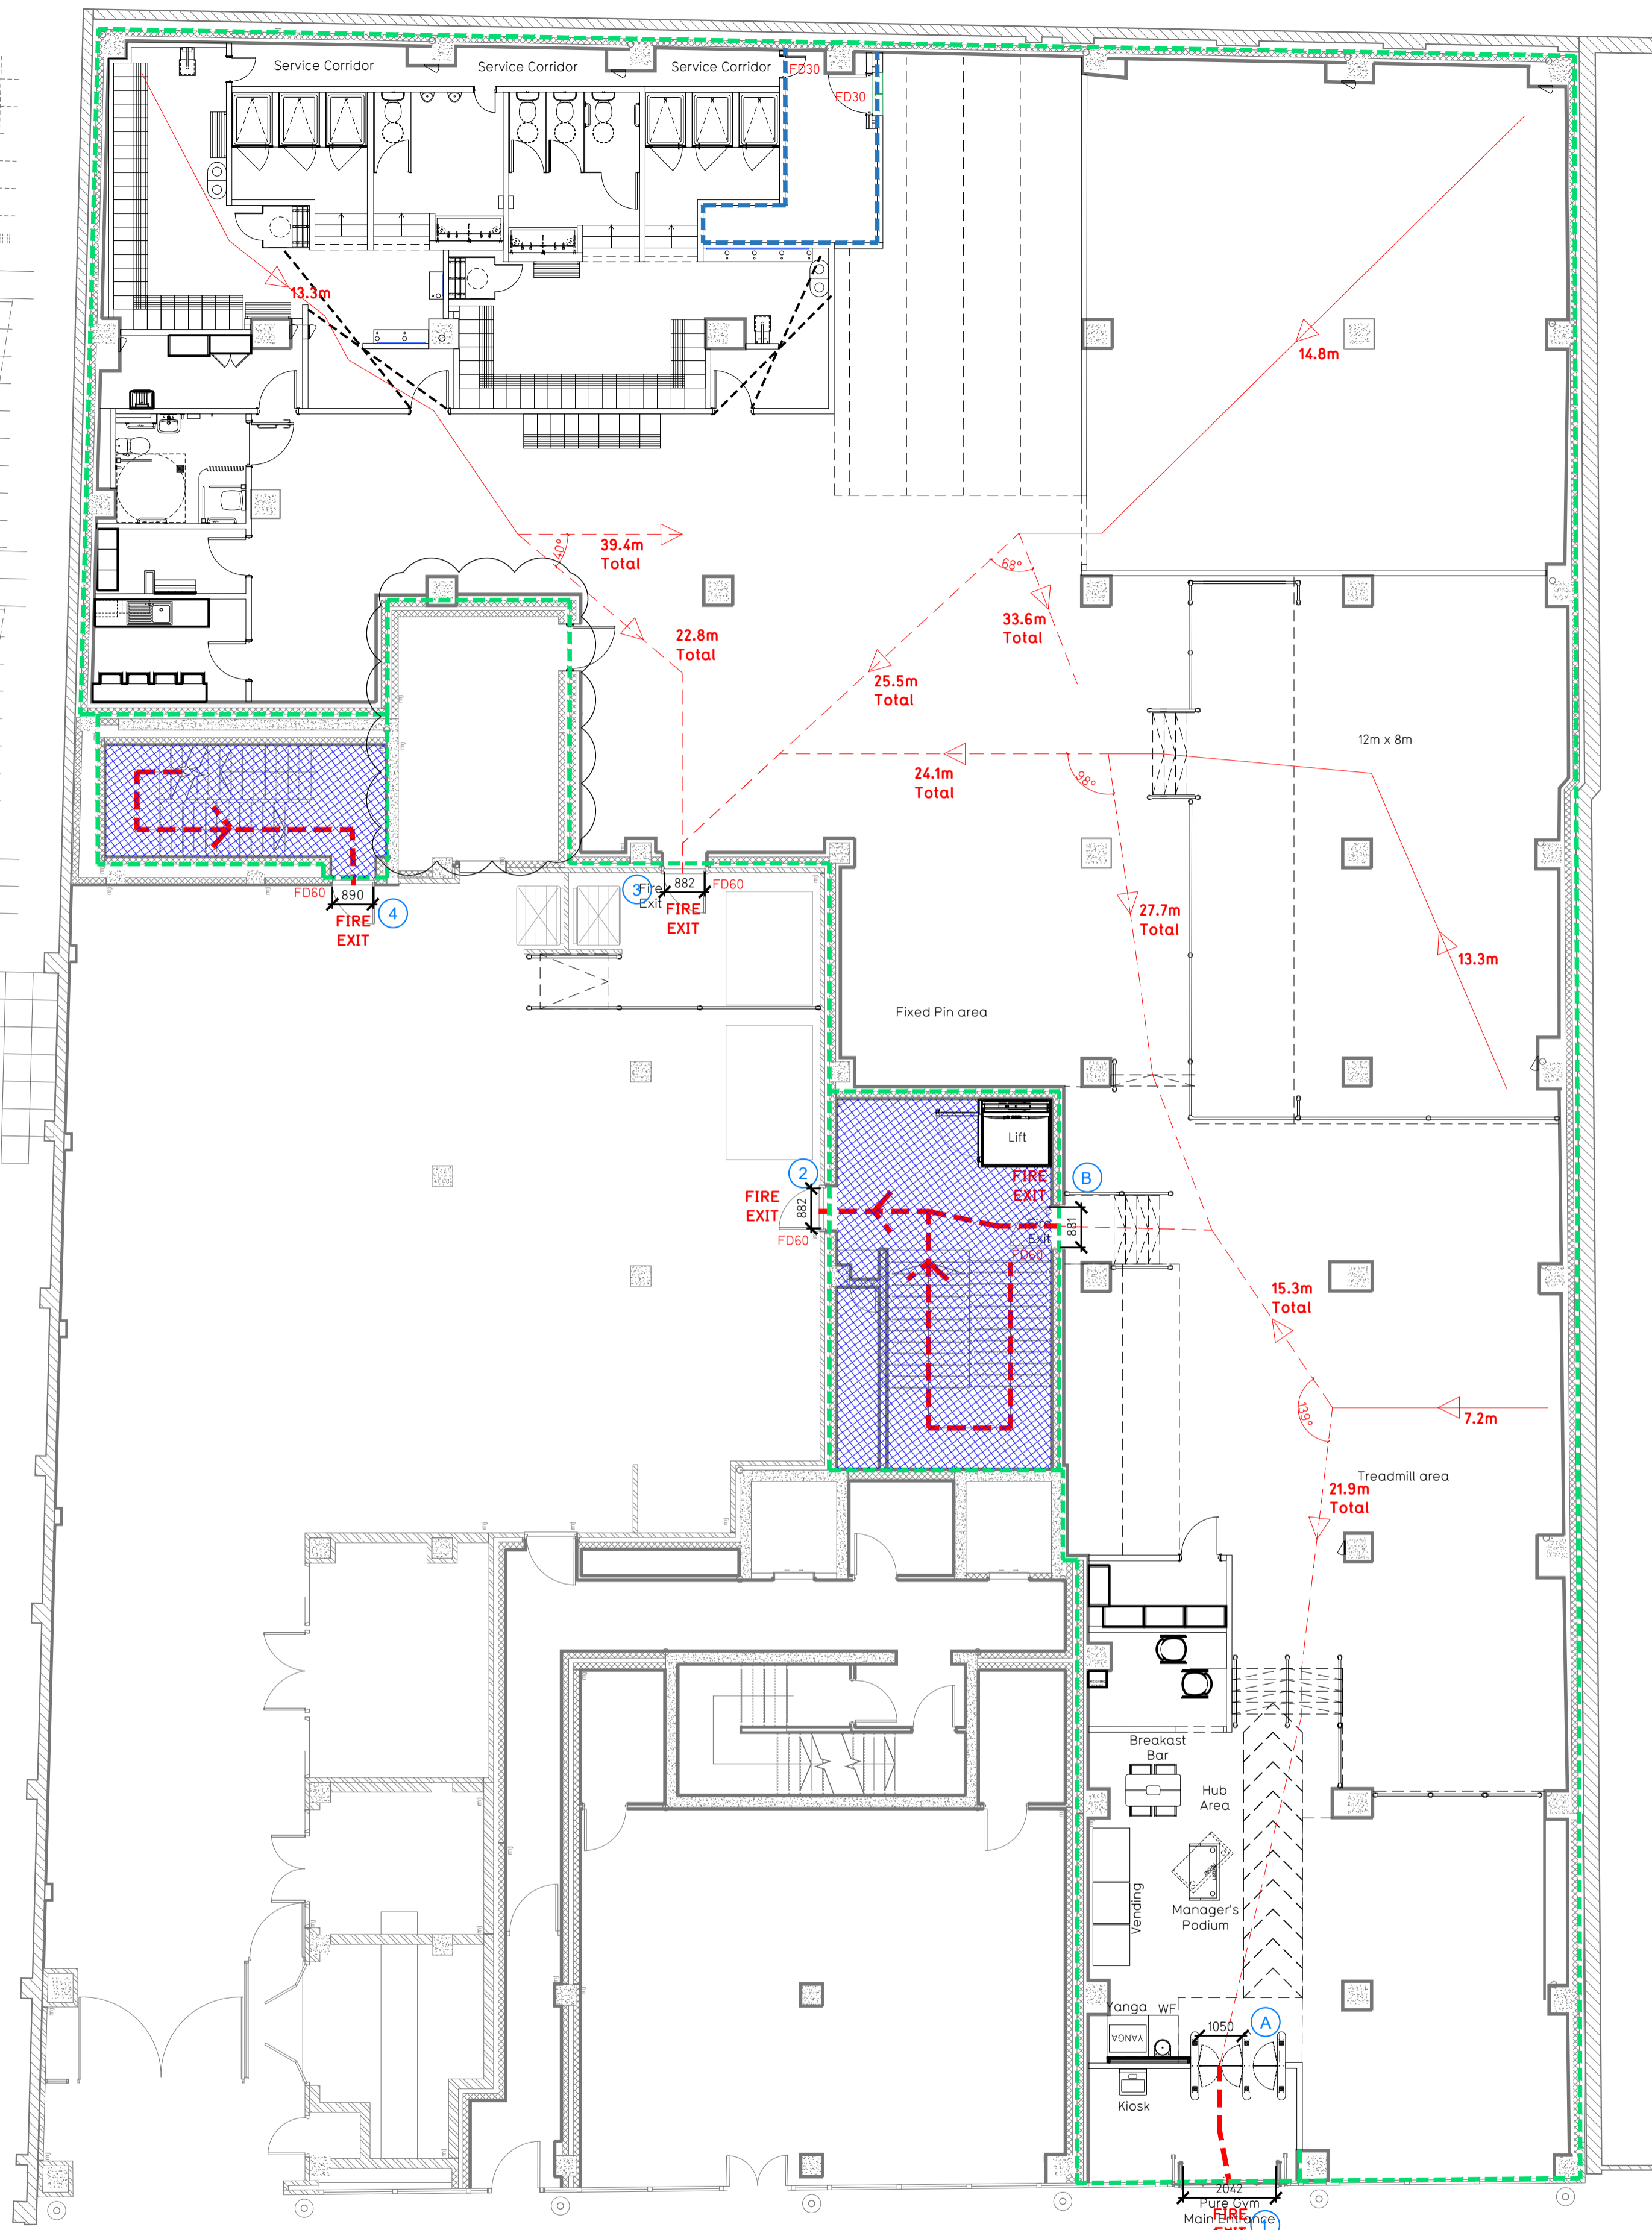 Service Corridor
Service Corridor
Service Corridor
FD30
FD30
13.3m
14.8m
40°
39.4m
Total
68°
33.6m
Total
22.8m
Total
25.5m
Total
12m x 8m
24.1m
Total
98°
FD60
890
4
FIRE
EXIT
3
Fire
Exit
882
FD60
FIRE
EXIT
27.7m
Total
13.3m
Fixed Pin area
Lift
2
FIRE
EXIT
882
FD60
FIRE
EXIT
B
Fire
Exit
881
FD60
15.3m
Total
139°
7.2m
Treadmill area
21.9m
Total
Breakast
Bar
Hub
Area
Vending
Manager's
Podium
Yanga
WF
YANGA
1050
A
Kiosk
2042
Pure Gym
Main Entrance
FIRE
EXIT
1